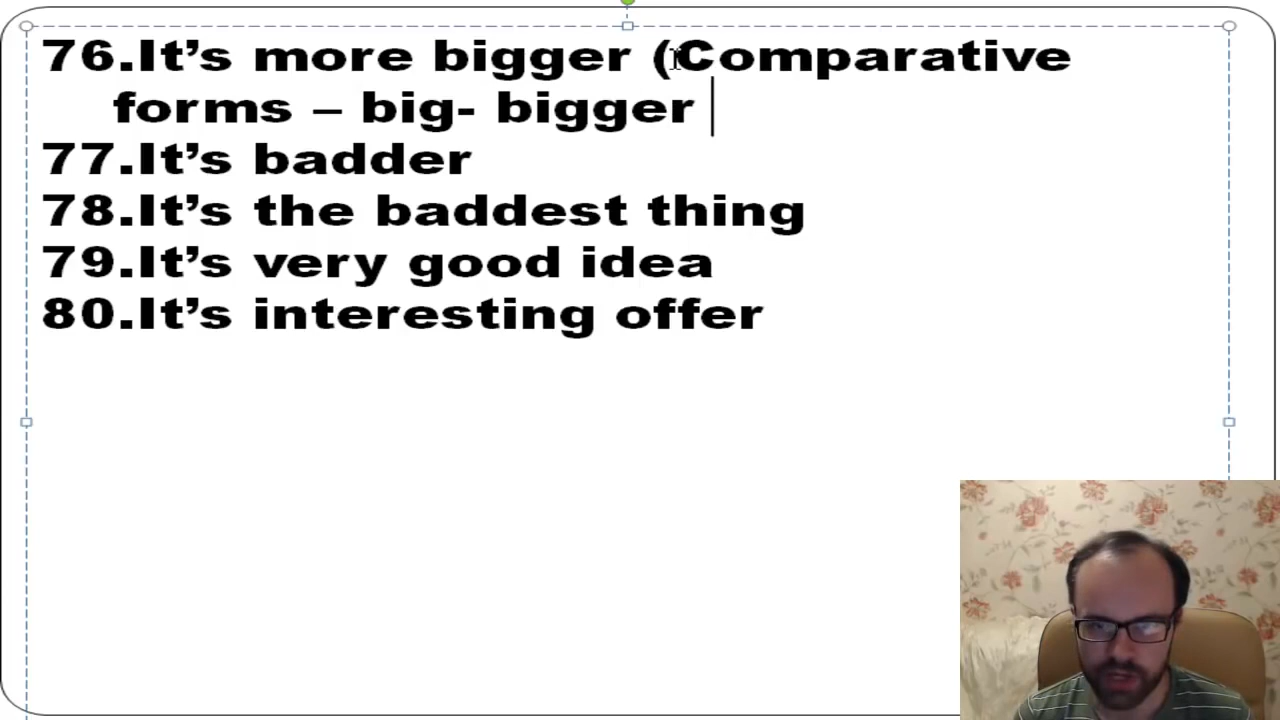 76.It’s more bigger (Comparative
forms – big- bigger
77.It’s badder
78.It’s the baddest thing
79.It’s very good idea
80.It’s interesting offer